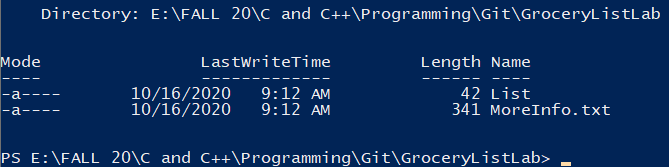 Directory: E:\FALL 20\C and C++\Programming\Git\GroceryListLab
Mode LastWriteTime Length Name
---- ------------- ------ ----
-a---- 10/16/2020 9:12 AM 42 List
-a---- 10/16/2020 9:12 AM 341 MoreInfo.txt
PS E:\FALL 20\C and C++\Programming\Git\GroceryListLab> _